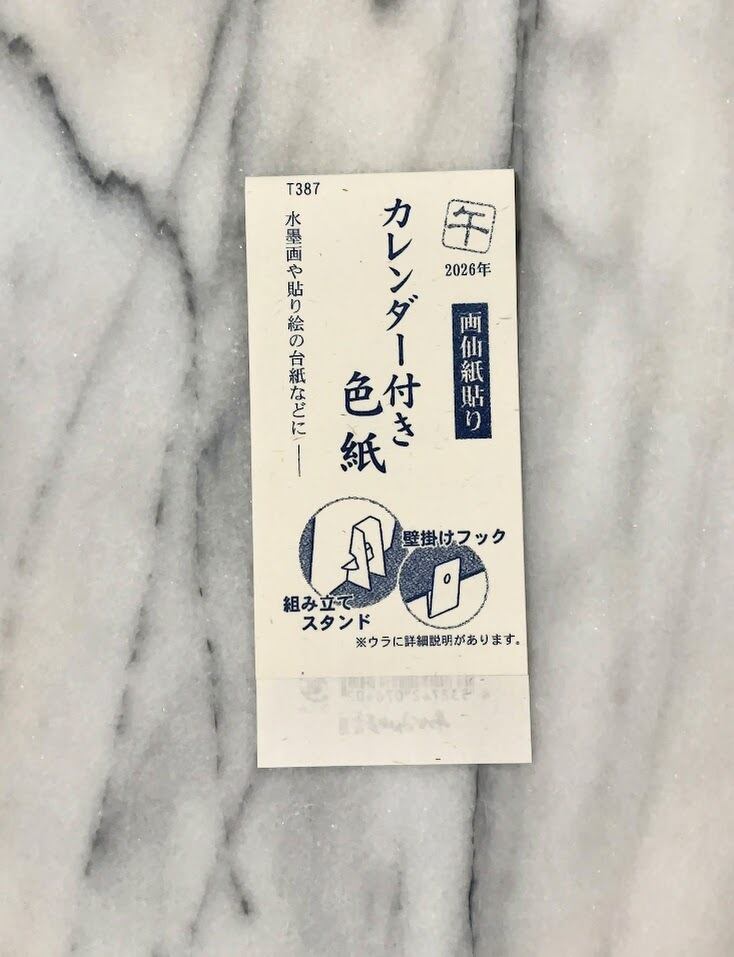 T387
午
2026年
画仙紙貼り
カレンダー付き
色紙
水墨画や貼り絵の台紙などに──
壁掛けフック
組み立て
スタンド
※ウラに詳細説明があります。